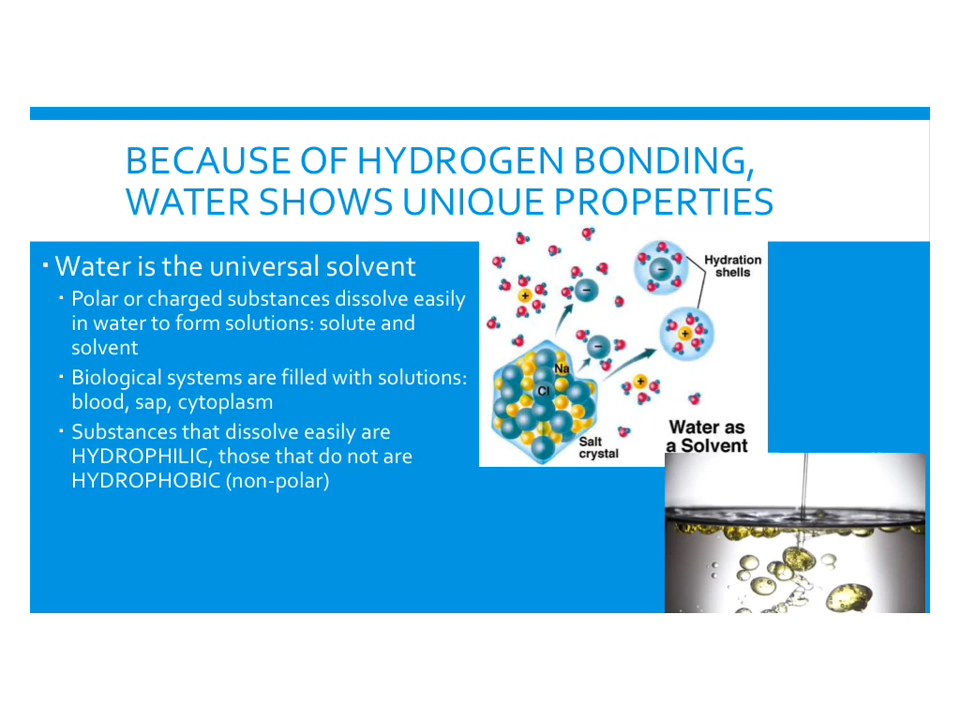 BECAUSE OF HYDROGEN BONDING,
WATER SHOWS UNIQUE PROPERTIES
▪ Water is the universal solvent
▪ Polar or charged substances dissolve easily
in water to form solutions: solute and
solvent
▪ Biological systems are filled with solutions:
blood, sap, cytoplasm
▪ Substances that dissolve easily are
HYDROPHILIC, those that do not are
HYDROPHOBIC (non-polar)
Hydration
shells
−
+
−
+
−
+
Na
Cl
Salt
crystal
Water as
a Solvent